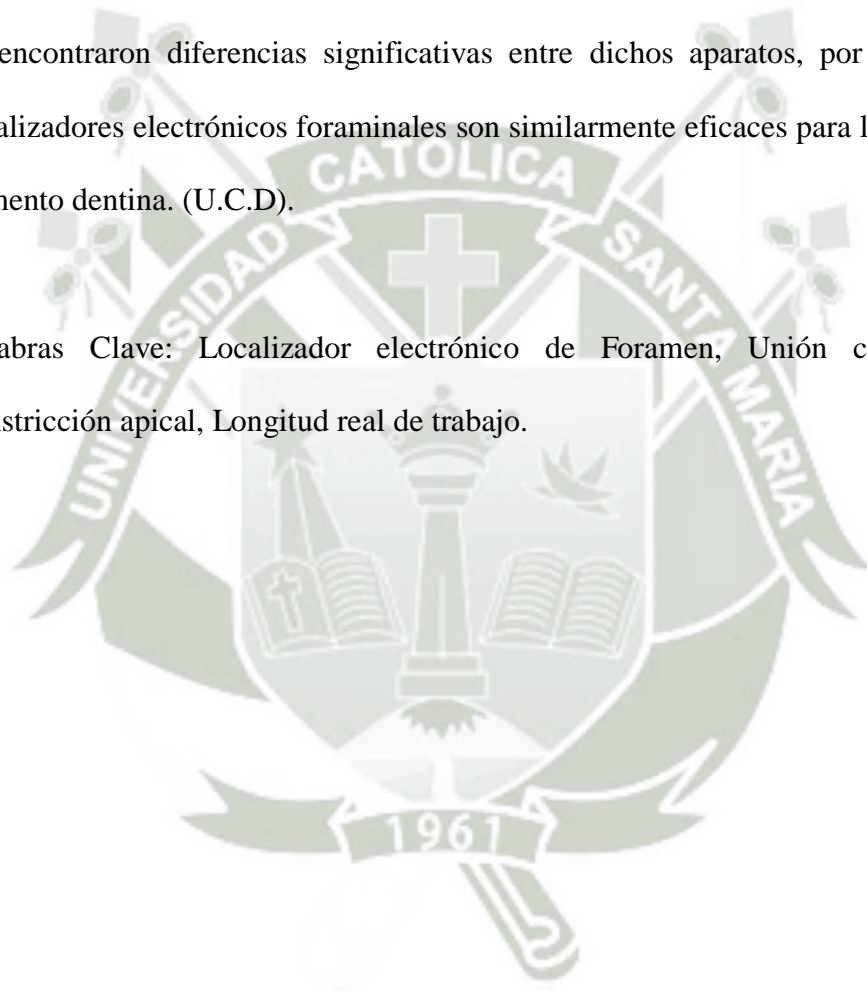 encontraron diferencias significativas entre dichos aparatos, por
alizadores electrónicos foraminales son similarmente eficaces para l
mento dentina. (U.C.D).
abras Clave: Localizador electrónico de Foramen, Unión c
stricción apical, Longitud real de trabajo.
UNIVERSIDAD CATOLICA SANTA MARIA
1961